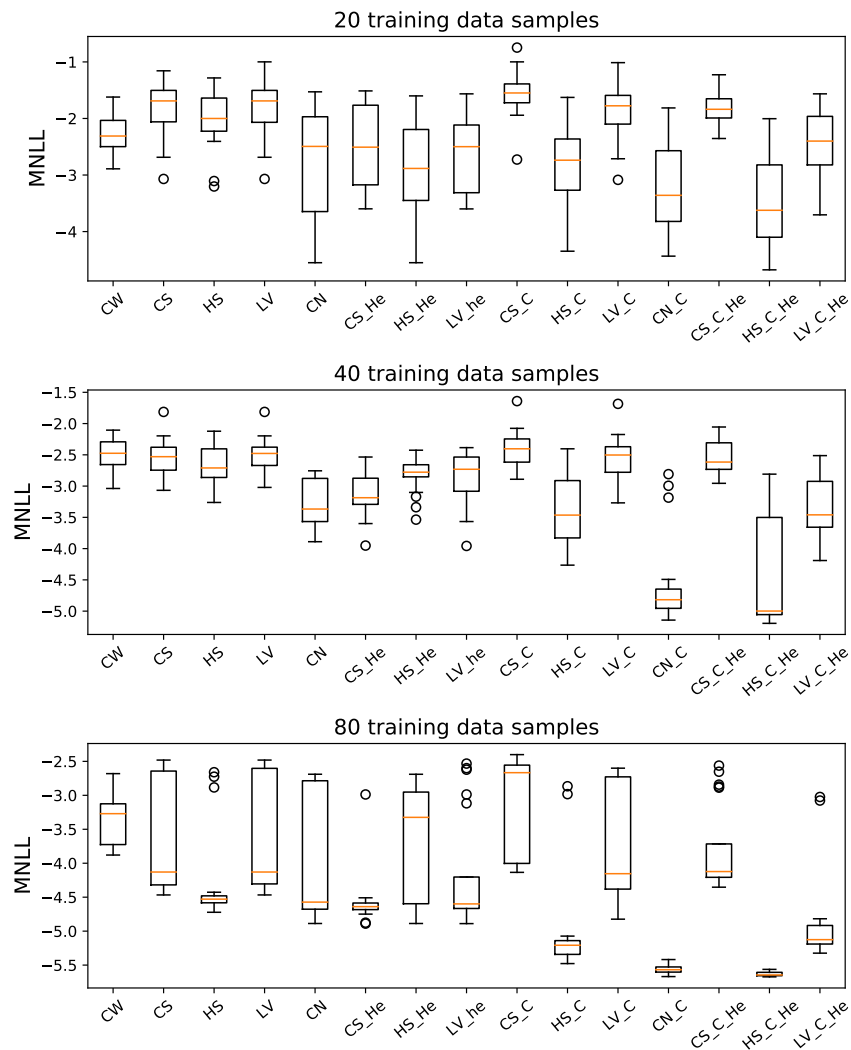 20 training data samples
−1
−2
−3
−4
MNLL
CW CS HS LV CN CS_He HS_He LV_he CS_C HS_C LV_C CN_C CS_C_He HS_C_He LV_C_He
40 training data samples
−1.5
−2.0
−2.5
−3.0
−3.5
−4.0
−4.5
−5.0
MNLL
CW CS HS LV CN CS_He HS_He LV_he CS_C HS_C LV_C CN_C CS_C_He HS_C_He LV_C_He
80 training data samples
−2.5
−3.0
−3.5
−4.0
−4.5
−5.0
−5.5
MNLL
CW CS HS LV CN CS_He HS_He LV_he CS_C HS_C LV_C CN_C CS_C_He HS_C_He LV_C_He